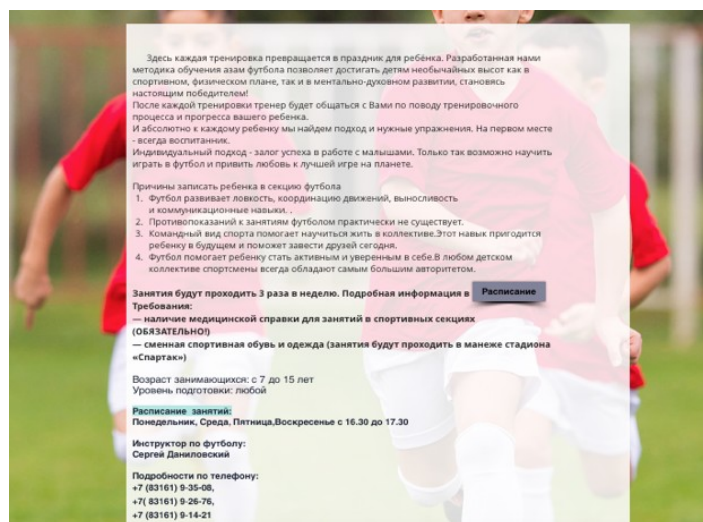 Здесь каждая тренировка превращается в праздник для ребёнка. Разработанная нами
методика обучения азам футбола позволяет достигать детям необычайных высот как в
спортивном, физическом плане, так и в ментально-духовном развитии, становясь
настоящим победителем!
После каждой тренировки тренер будет общаться с Вами по поводу тренировочного
процесса и прогресса вашего ребенка.
И абсолютно к каждому ребенку мы найдем подход и нужные упражнения. На первом месте
- всегда воспитанник.
Индивидуальный подход - залог успеха в работе с малышами. Только так возможно научить
играть в футбол и привить любовь к лучшей игре на планете.
Причины записать ребенка в секцию футбола
1. Футбол развивает ловкость, координацию движений, выносливость
и коммуникационные навыки. .
2. Противопоказаний к занятиям футболом практически не существует.
3. Командный вид спорта помогает научиться жить в коллективе.Этот навык пригодится
ребенку в будущем и поможет завести друзей сегодня.
4. Футбол помогает ребенку стать активным и уверенным в себе.В любом детском
коллективе спортсмены всегда обладают самым большим авторитетом.
Занятия будут проходить 3 раза в неделю. Подробная информация в Расписание
Требования:
— наличие медицинской справки для занятий в спортивных секциях
(ОБЯЗАТЕЛЬНО!)
— сменная спортивная обувь и одежда (занятия будут проходить в манеже стадиона
«Спартак»)
Возраст занимающихся: с 7 до 15 лет
Уровень подготовки: любой
Расписание занятий:
Понедельник, Среда, Пятница,Воскресенье с 16.30 до 17.30
Инструктор по футболу:
Сергей Даниловский
Подробности по телефону:
+7 (83161) 9-35-08,
+7( 83161) 9-26-76,
+7 (83161) 9-14-21